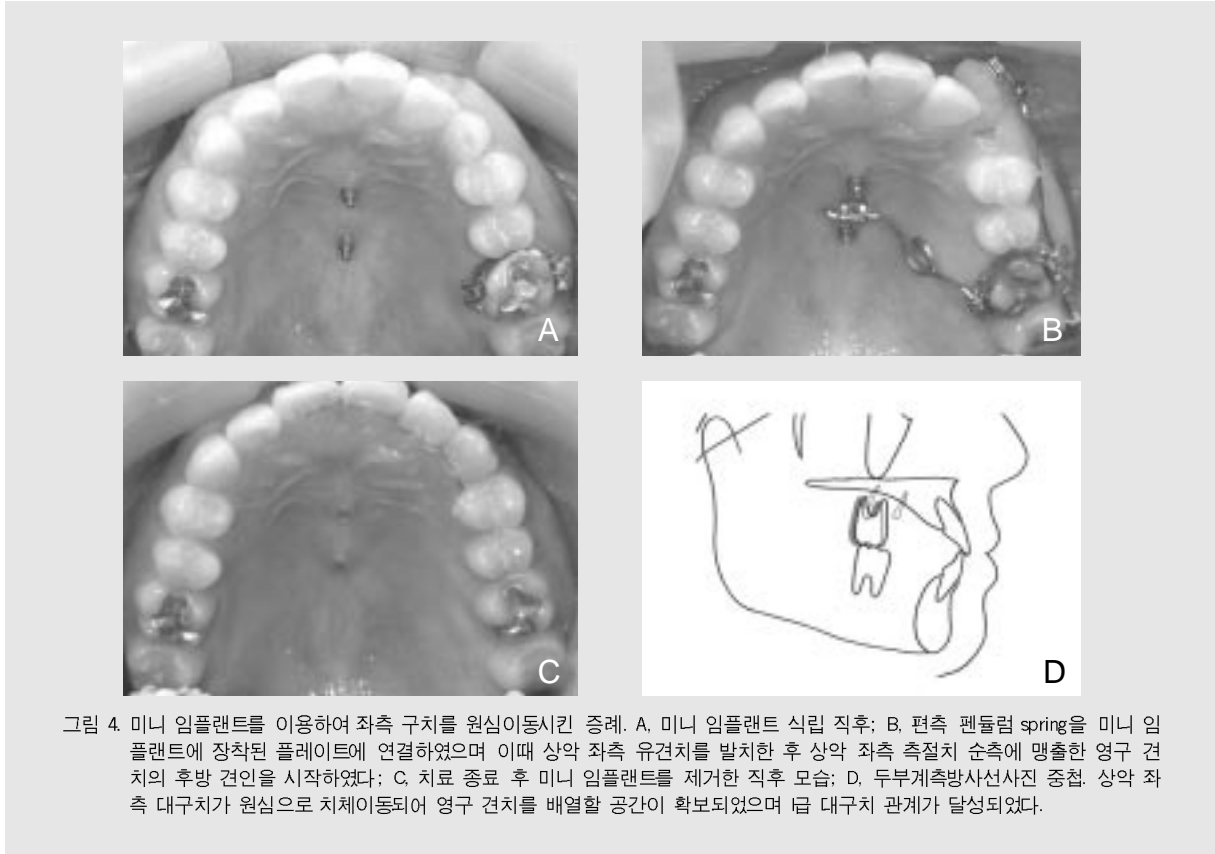 A
B
C
D
그림 4. 미니 임플랜트를 이용하여 좌측 구치를 원심이동시킨 증례. A, 미니 임플랜트 식립 직후; B, 편측 펜듈럼 spring을 미니 임
플랜트에 장착된 플레이트에 연결하였으며 이때 상악 좌측 유견치를 발치한 후 상악 좌측 측절치 순측에 맹출한 영구 견
치의 후방 견인을 시작하였다; C, 치료 종료 후 미니 임플랜트를 제거한 직후 모습; D, 두부계측방사선사진 중첩. 상악 좌
측 대구치가 원심으로 치체이동되어 영구 견치를 배열할 공간이 확보되었으며 I급 대구치 관계가 달성되었다.